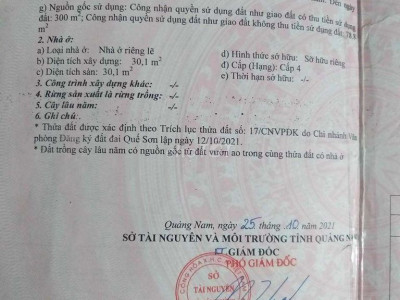 g) Nguồn gốc sử dụng: Công nhận quyền sử dụng đất như giao đất có thu tiền sử dụng
đất: 300 m²; Công nhận quyền sử dụng đất như giao đất không thu tiền sử dụng đất:
m²
2. Nhà ở:
a) Loại nhà ở: Nhà ở riêng lẻ
d) Hình thức sở hữu: Sở hữu riêng
b) Diện tích xây dựng: 30,1 m²
đ) Cấp (Hạng): Cấp 4
c) Diện tích sàn: 30,1 m²
e) Thời hạn sở hữu: -/-
3. Công trình xây dựng khác: -/-
4. Rừng sản xuất là rừng trồng: -/-
5. Cây lâu năm: -/-
6. Ghi chú:
* Thửa đất được xác định theo Trích lục thửa đất số: 17/CNVPĐK do Chi nhánh Văn
phòng Đăng ký đất đai Quế Sơn lập ngày 12/10/2021.
* Đất trồng cây lâu năm có nguồn gốc từ đất vườn ao trong cùng thửa đất có nhà ở
Quảng Nam, ngày 25 tháng 10 năm 2021
SỞ TÀI NGUYÊN VÀ MÔI TRƯỜNG TỈNH QUẢNG
GIÁM ĐỐC
PHÓ GIÁM ĐỐC
SỞ
TÀI NGUYÊN